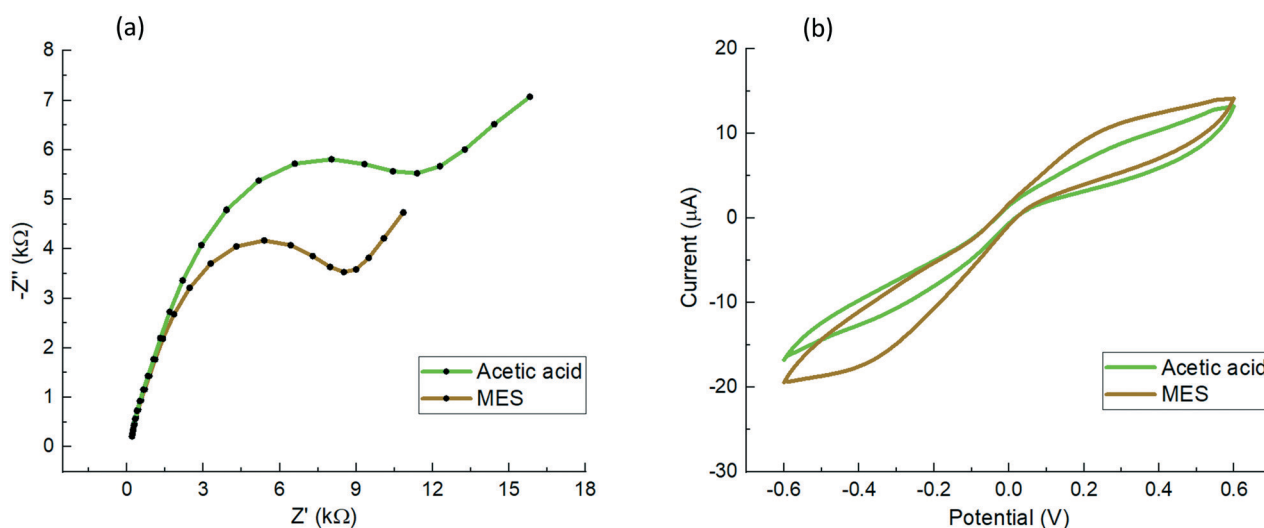 (a)
8
7
6
5
4
3
2
1
0
-Z'' (kΩ)
0 3 6 9 12 15 18
Z' (kΩ)
Acetic acid
MES
(b)
20
10
0
-10
-20
-30
Current (μA)
-0.6 -0.4 -0.2 0.0 0.2 0.4 0.6
Potential (V)
Acetic acid
MES